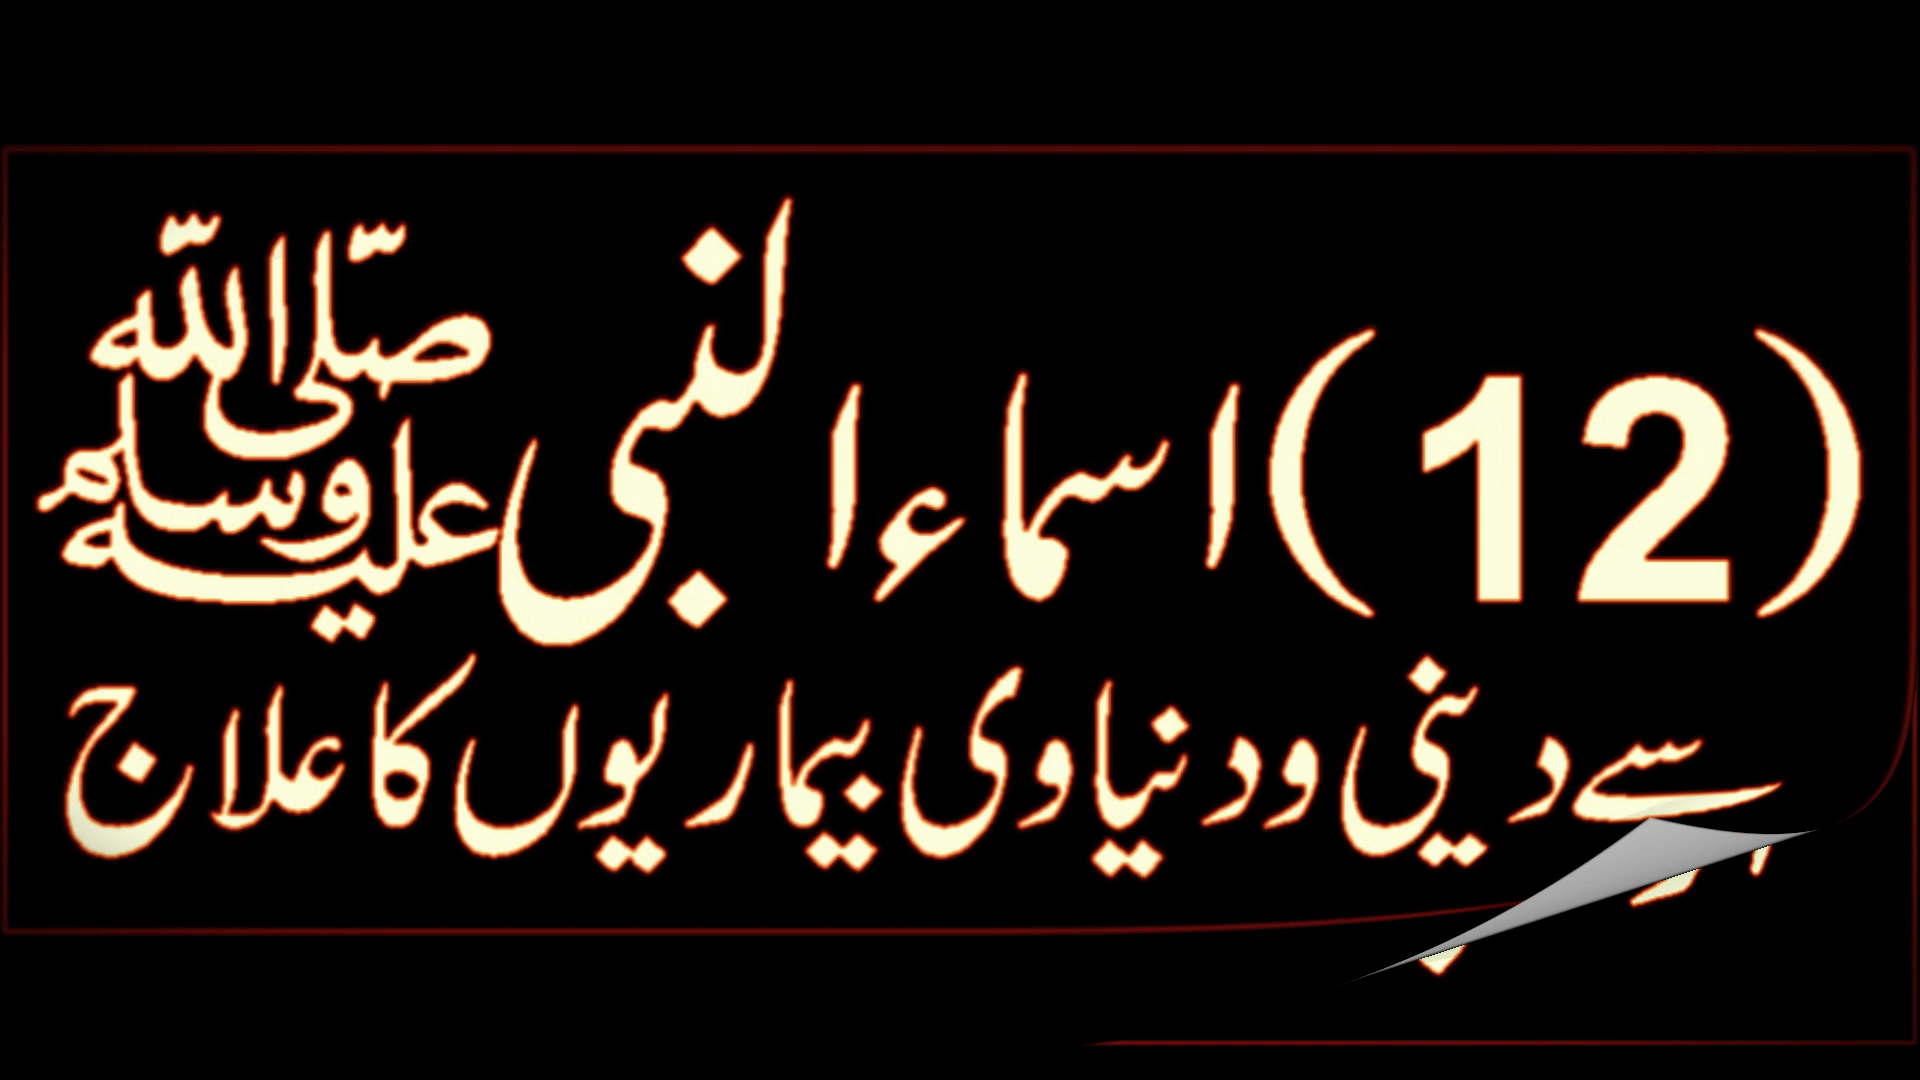 (12) اسماء النبی صلی اللہ علیہ وسلم
سے دینی و دنیاوی بیماریوں کا علاج